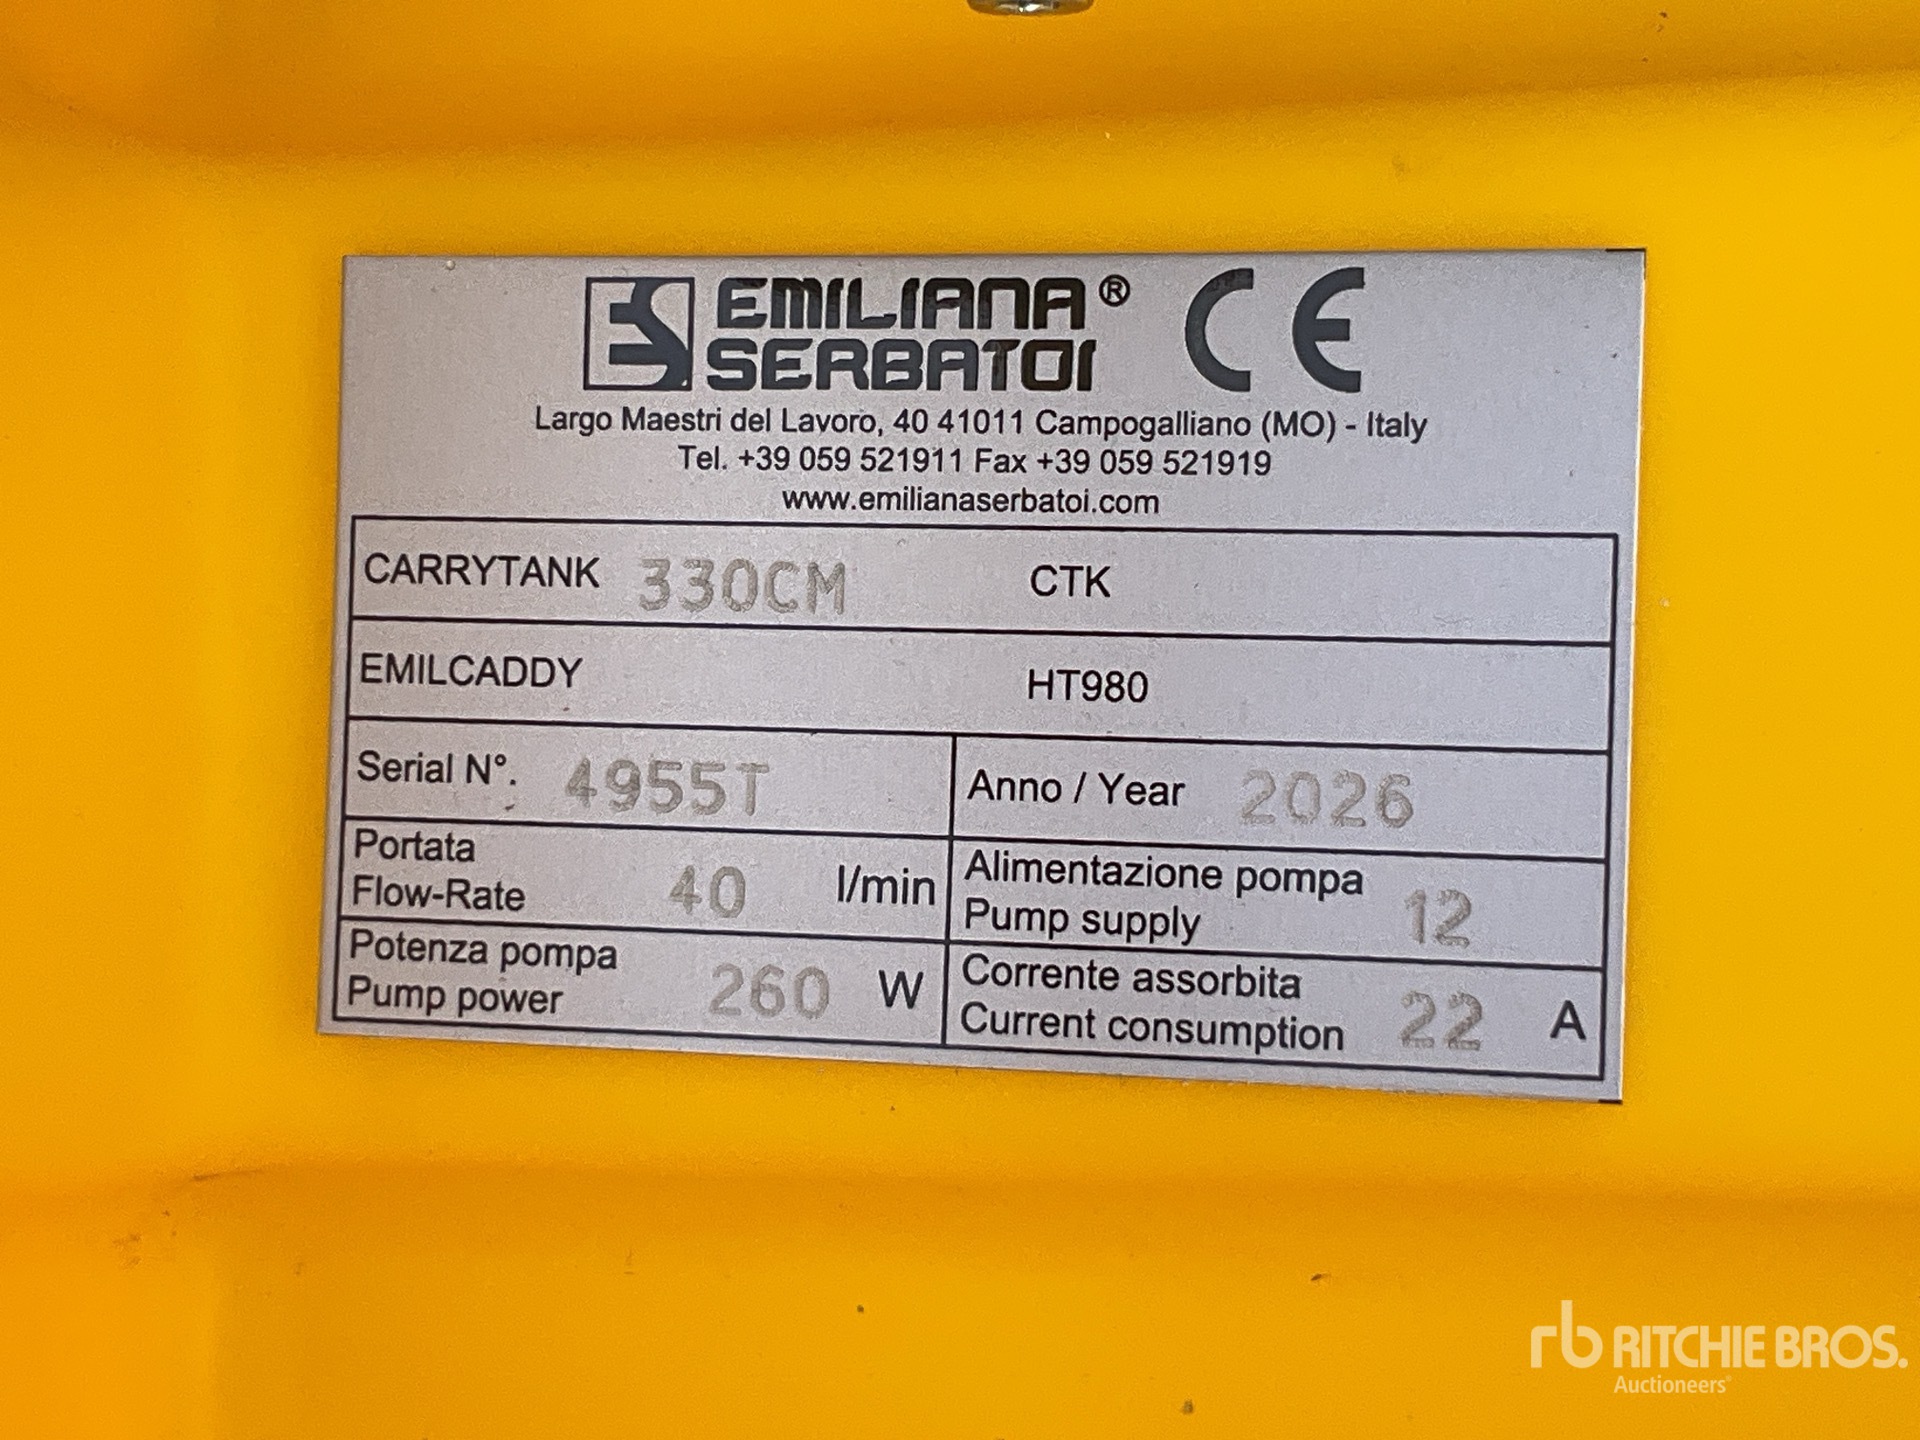 EMILIANA®
SERBATOI
CE
Largo Maestri del Lavoro, 40 41011 Campogalliano (MO) - Italy
Tel. +39 059 521911 Fax +39 059 521919
www.emilianaserbatoi.com
CARRYTANK 330CM CTK
EMILCADDY HT980
Serial N°. 4955T Anno / Year 2026
Portata
Flow-Rate 40 l/min
Alimentazione pompa
Pump supply 12
Potenza pompa
Pump power 260 W
Corrente assorbita
Current consumption 22 A
rb RITCHIE BROS.
Auctioneers